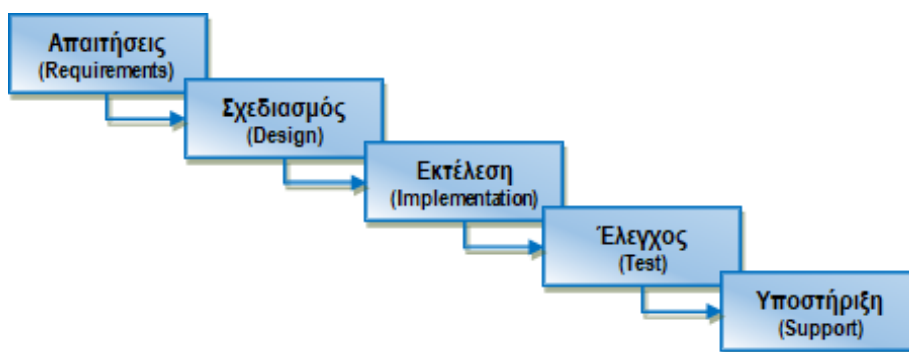 Απαιτήσεις
(Requirements)
Σχεδιασμός
(Design)
Εκτέλεση
(Implementation)
Έλεγχος
(Test)
Υποστήριξη
(Support)